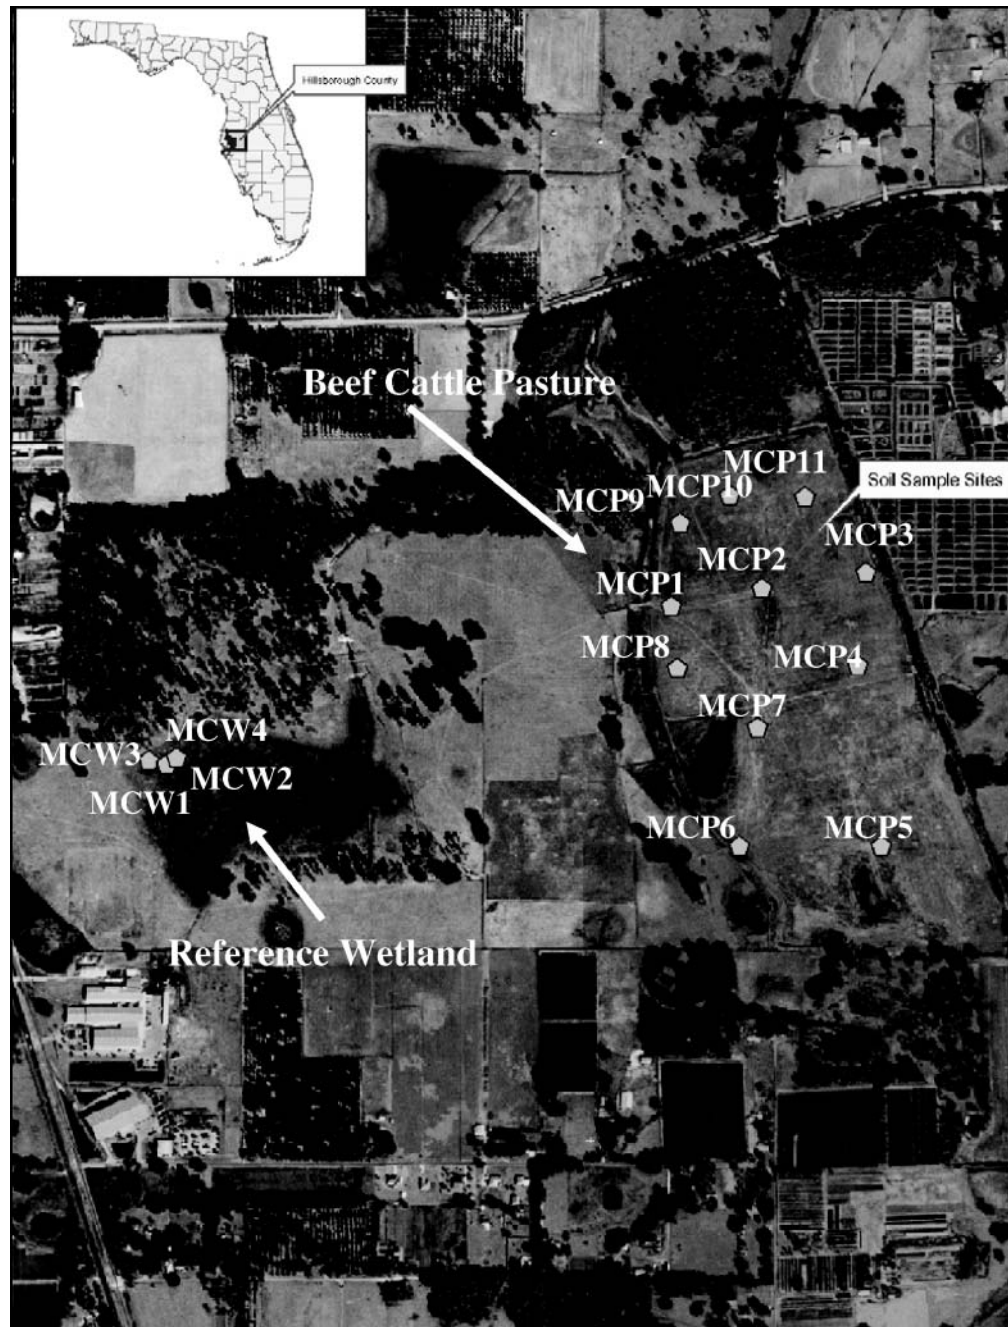 Hillsborough County
Beef Cattle Pasture
MCP11
MCP10
MCP9
Soil Sample Sites
MCP3
MCP2
MCP1
MCP8
MCP4
MCP7
MCW4
MCW3
MCW2
MCW1
MCP6
MCP5
Reference Wetland